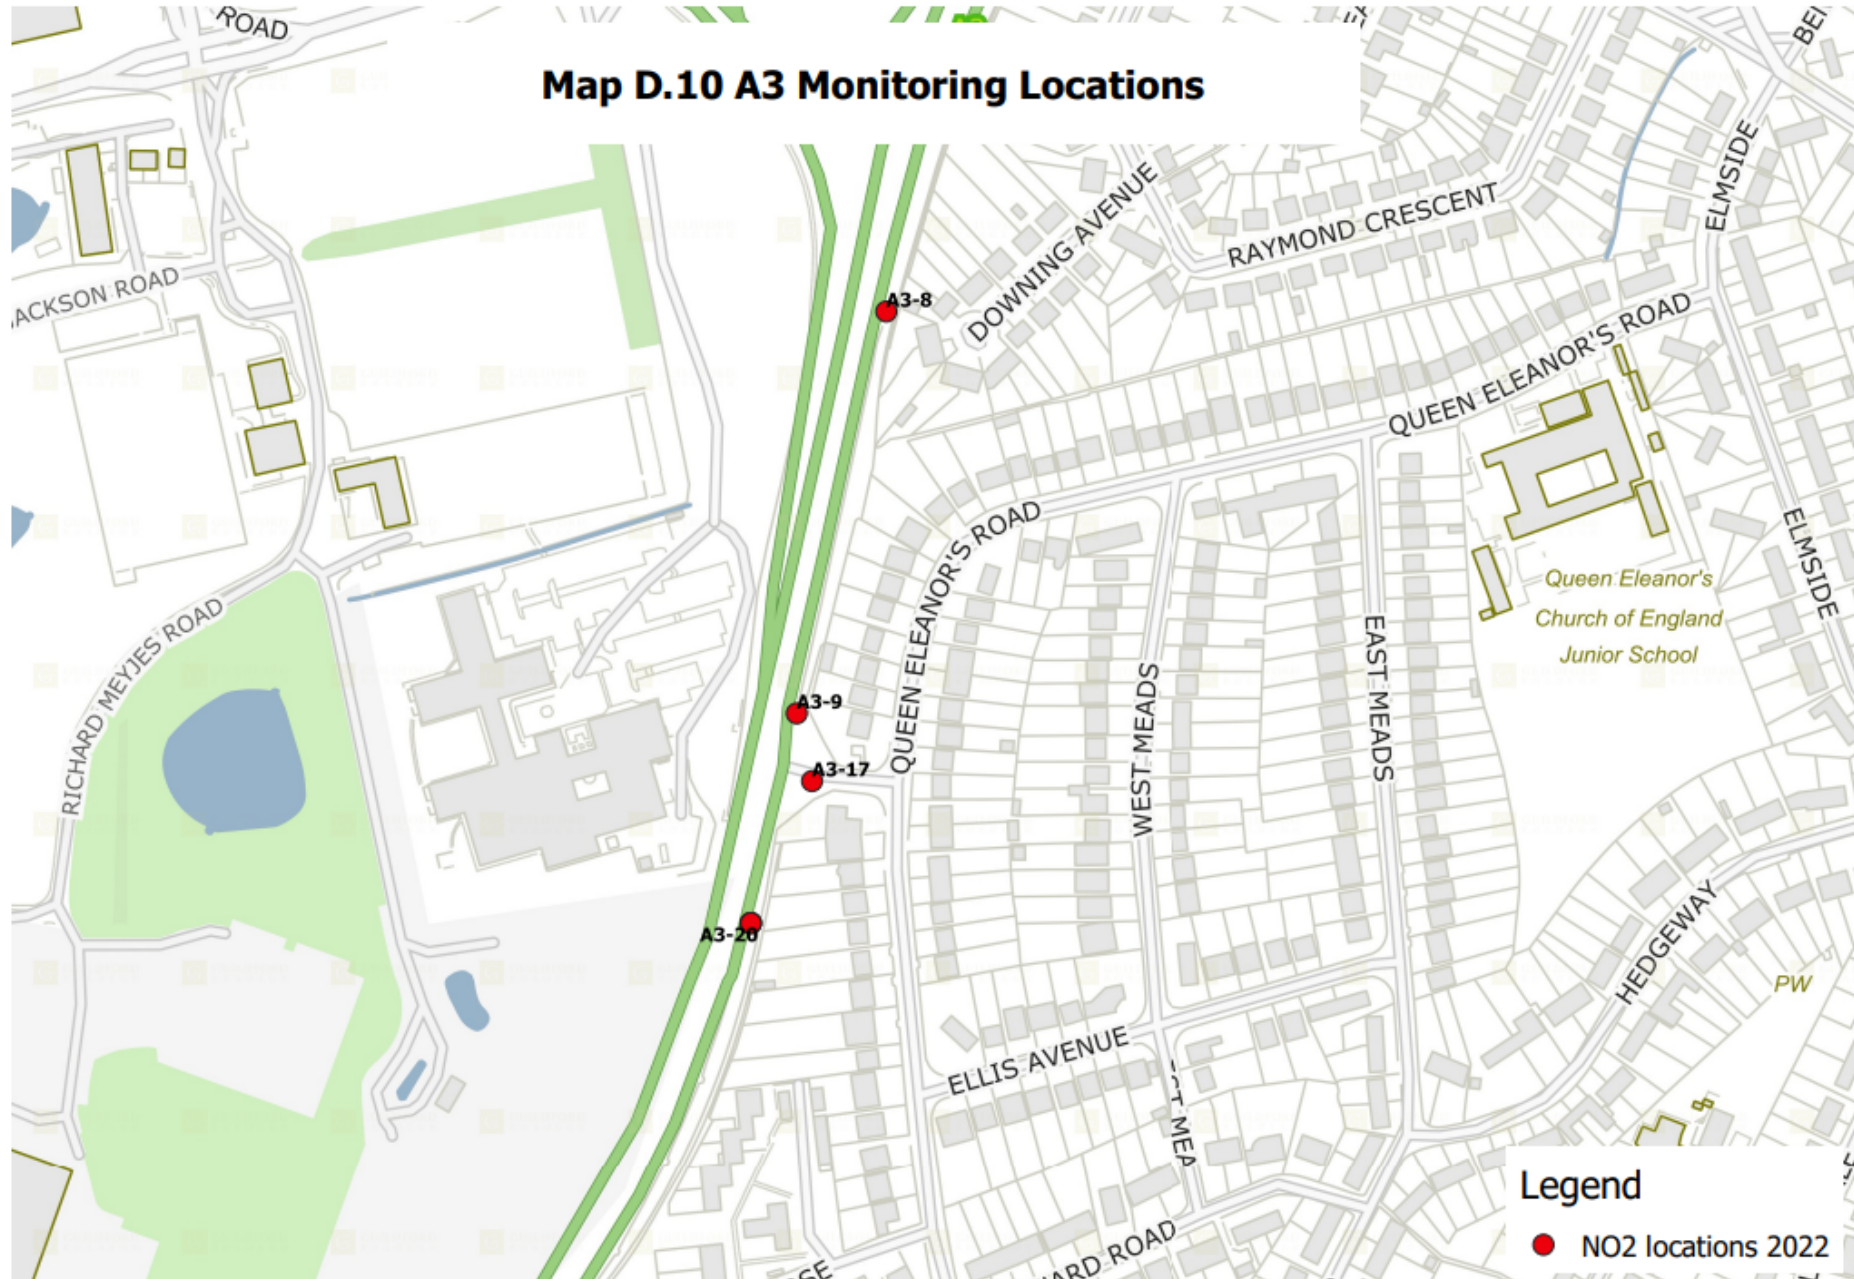 ROAD
Map D.10 A3 Monitoring Locations
ELMSIDE
DOWNING AVENUE
RAYMOND CRESCENT
JACKSON ROAD
A3-8
QUEEN ELEANOR'S ROAD
QUEEN ELEANOR'S ROAD
ELMSIDE
Queen Eleanor's
Church of England
Junior School
RICHARD MEYJES ROAD
QUEEN ELEANOR'S ROAD
WEST MEADS
EAST MEADS
A3-9
A3-17
A3-20
HEDGEWAY
PW
ELLIS AVENUE
Legend
NO2 locations 2022